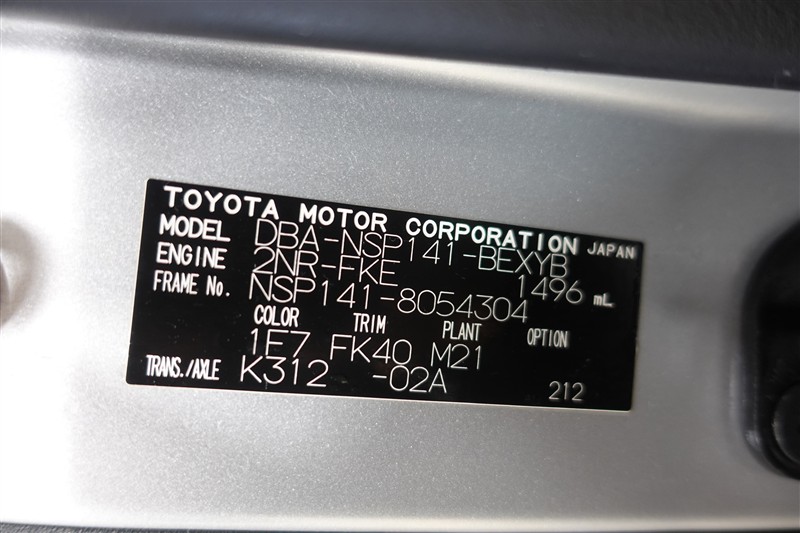 TOYOTA MOTOR CORPORATION JAPAN
MODEL DBA-NSP141-BEXYB
ENGINE 2NR-FKE 1496 mL
FRAME No. NSP141-8054304
COLOR TRIM PLANT OPTION
1E7 FK40 M21
TRANS./AXLE K312 -02A 212